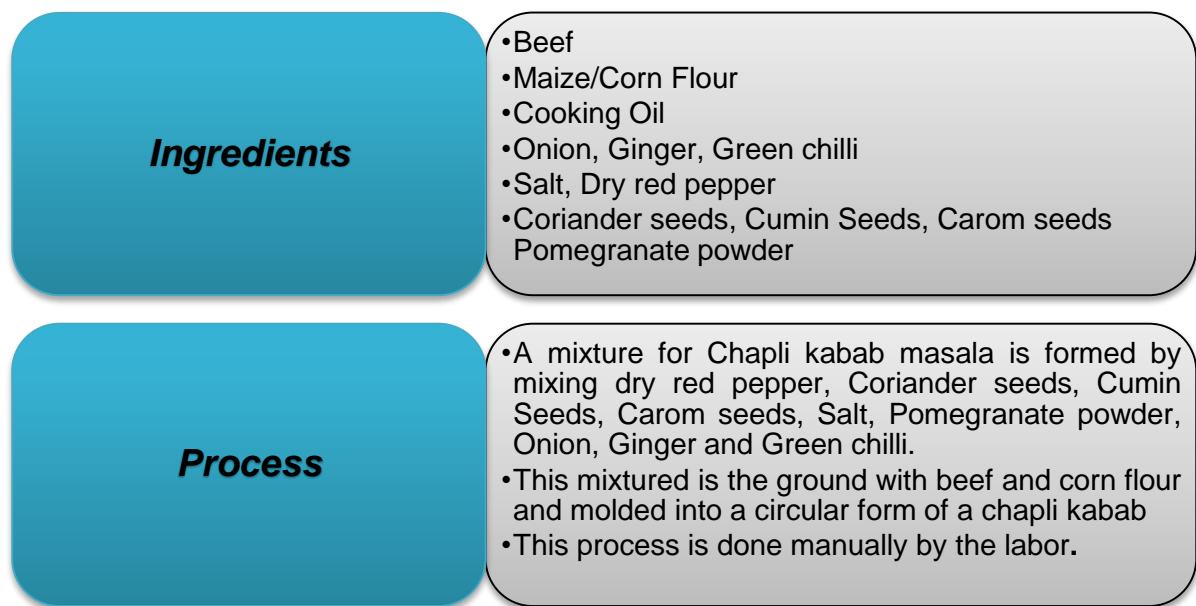 Ingredients
•Beef
•Maize/Corn Flour
•Cooking Oil
•Onion, Ginger, Green chilli
•Salt, Dry red pepper
•Coriander seeds, Cumin Seeds, Carom seeds
Pomegranate powder
Process
•A mixture for Chapli kabab masala is formed by
mixing dry red pepper, Coriander seeds, Cumin
Seeds, Carom seeds, Salt, Pomegranate powder,
Onion, Ginger and Green chilli.
•This mixtured is the ground with beef and corn flour
and molded into a circular form of a chapli kabab
•This process is done manually by the labor.